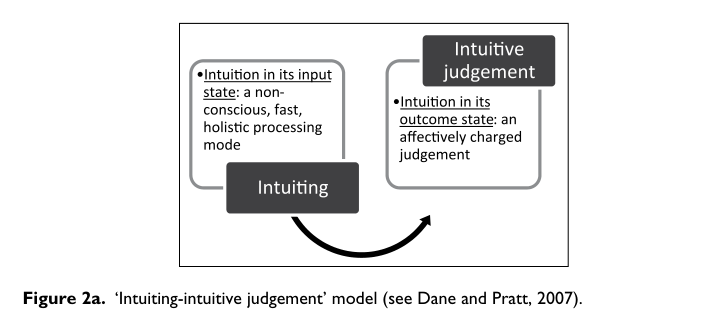 •Intuition in its input
state: a non-
conscious, fast,
holistic processing
mode
Intuiting
Intuitive
judgement
•Intuition in its
outcome state: an
affectively charged
judgement
Figure 2a. ‘Intuiting-intuitive judgement’ model (see Dane and Pratt, 2007).